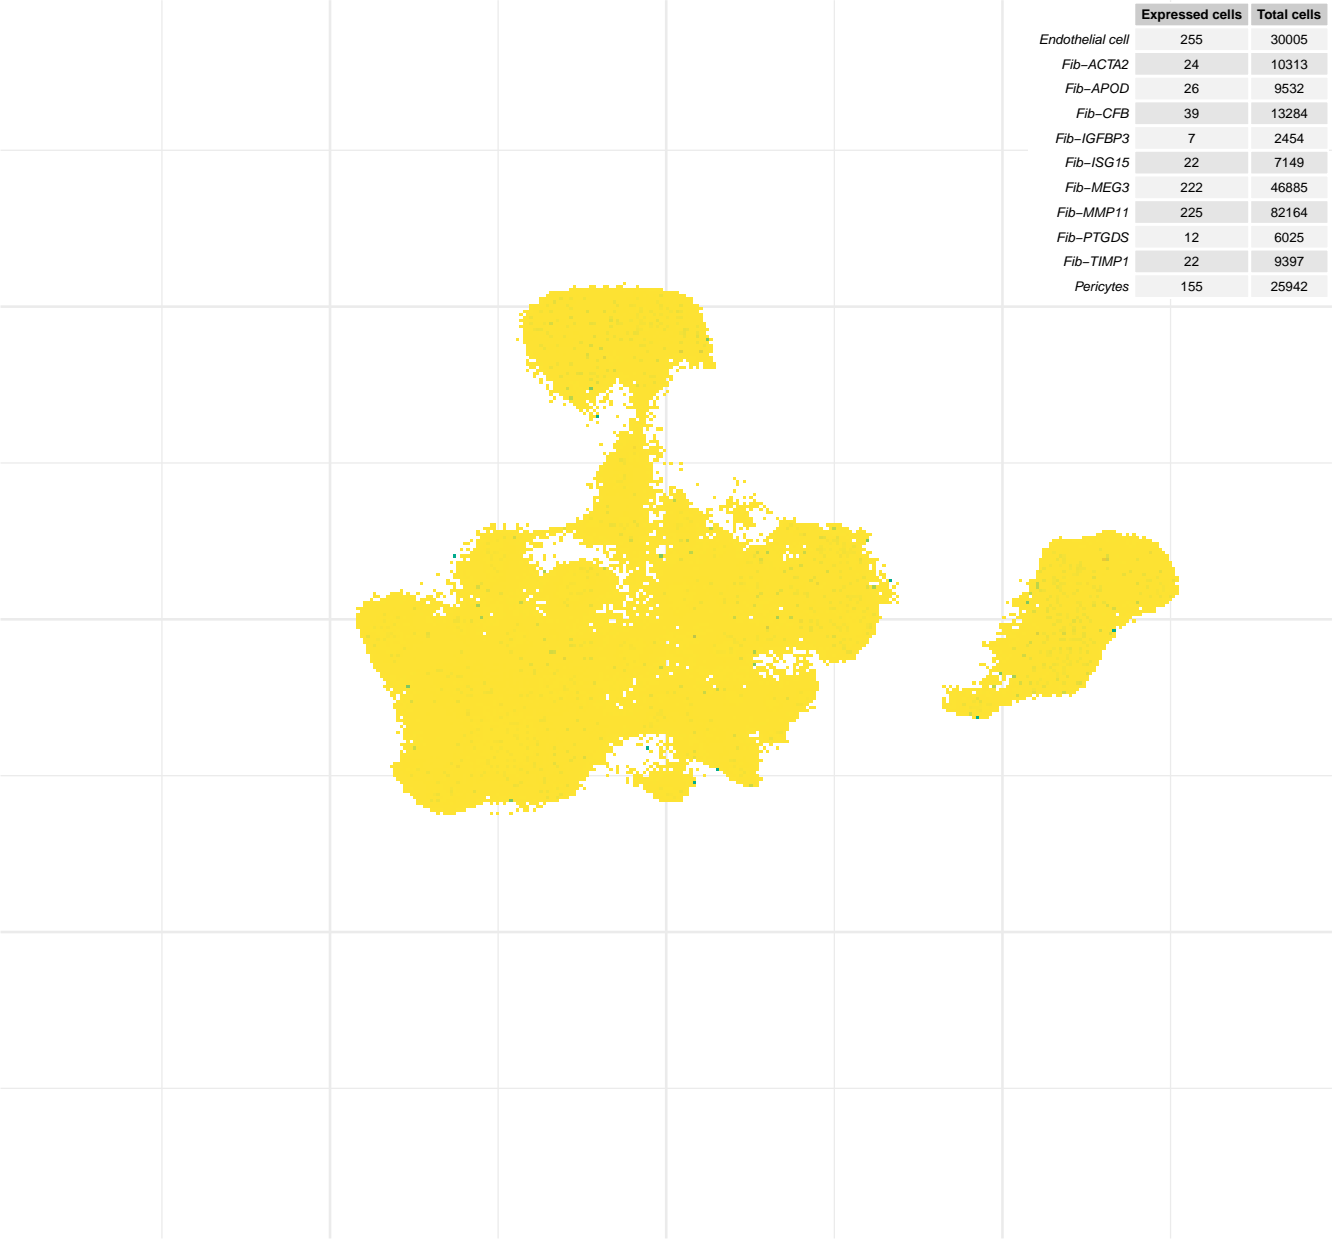 Expressed cells Total cells
Endothelial cell 255 30005
Fib−ACTA2 24 10313
Fib−APOD 26 9532
Fib−CFB 39 13284
Fib−IGFBP3 7 2454
Fib−ISG15 22 7149
Fib−MEG3 222 46885
Fib−MMP11 225 82164
Fib−PTGDS 12 6025
Fib−TIMP1 22 9397
Pericytes 155 25942